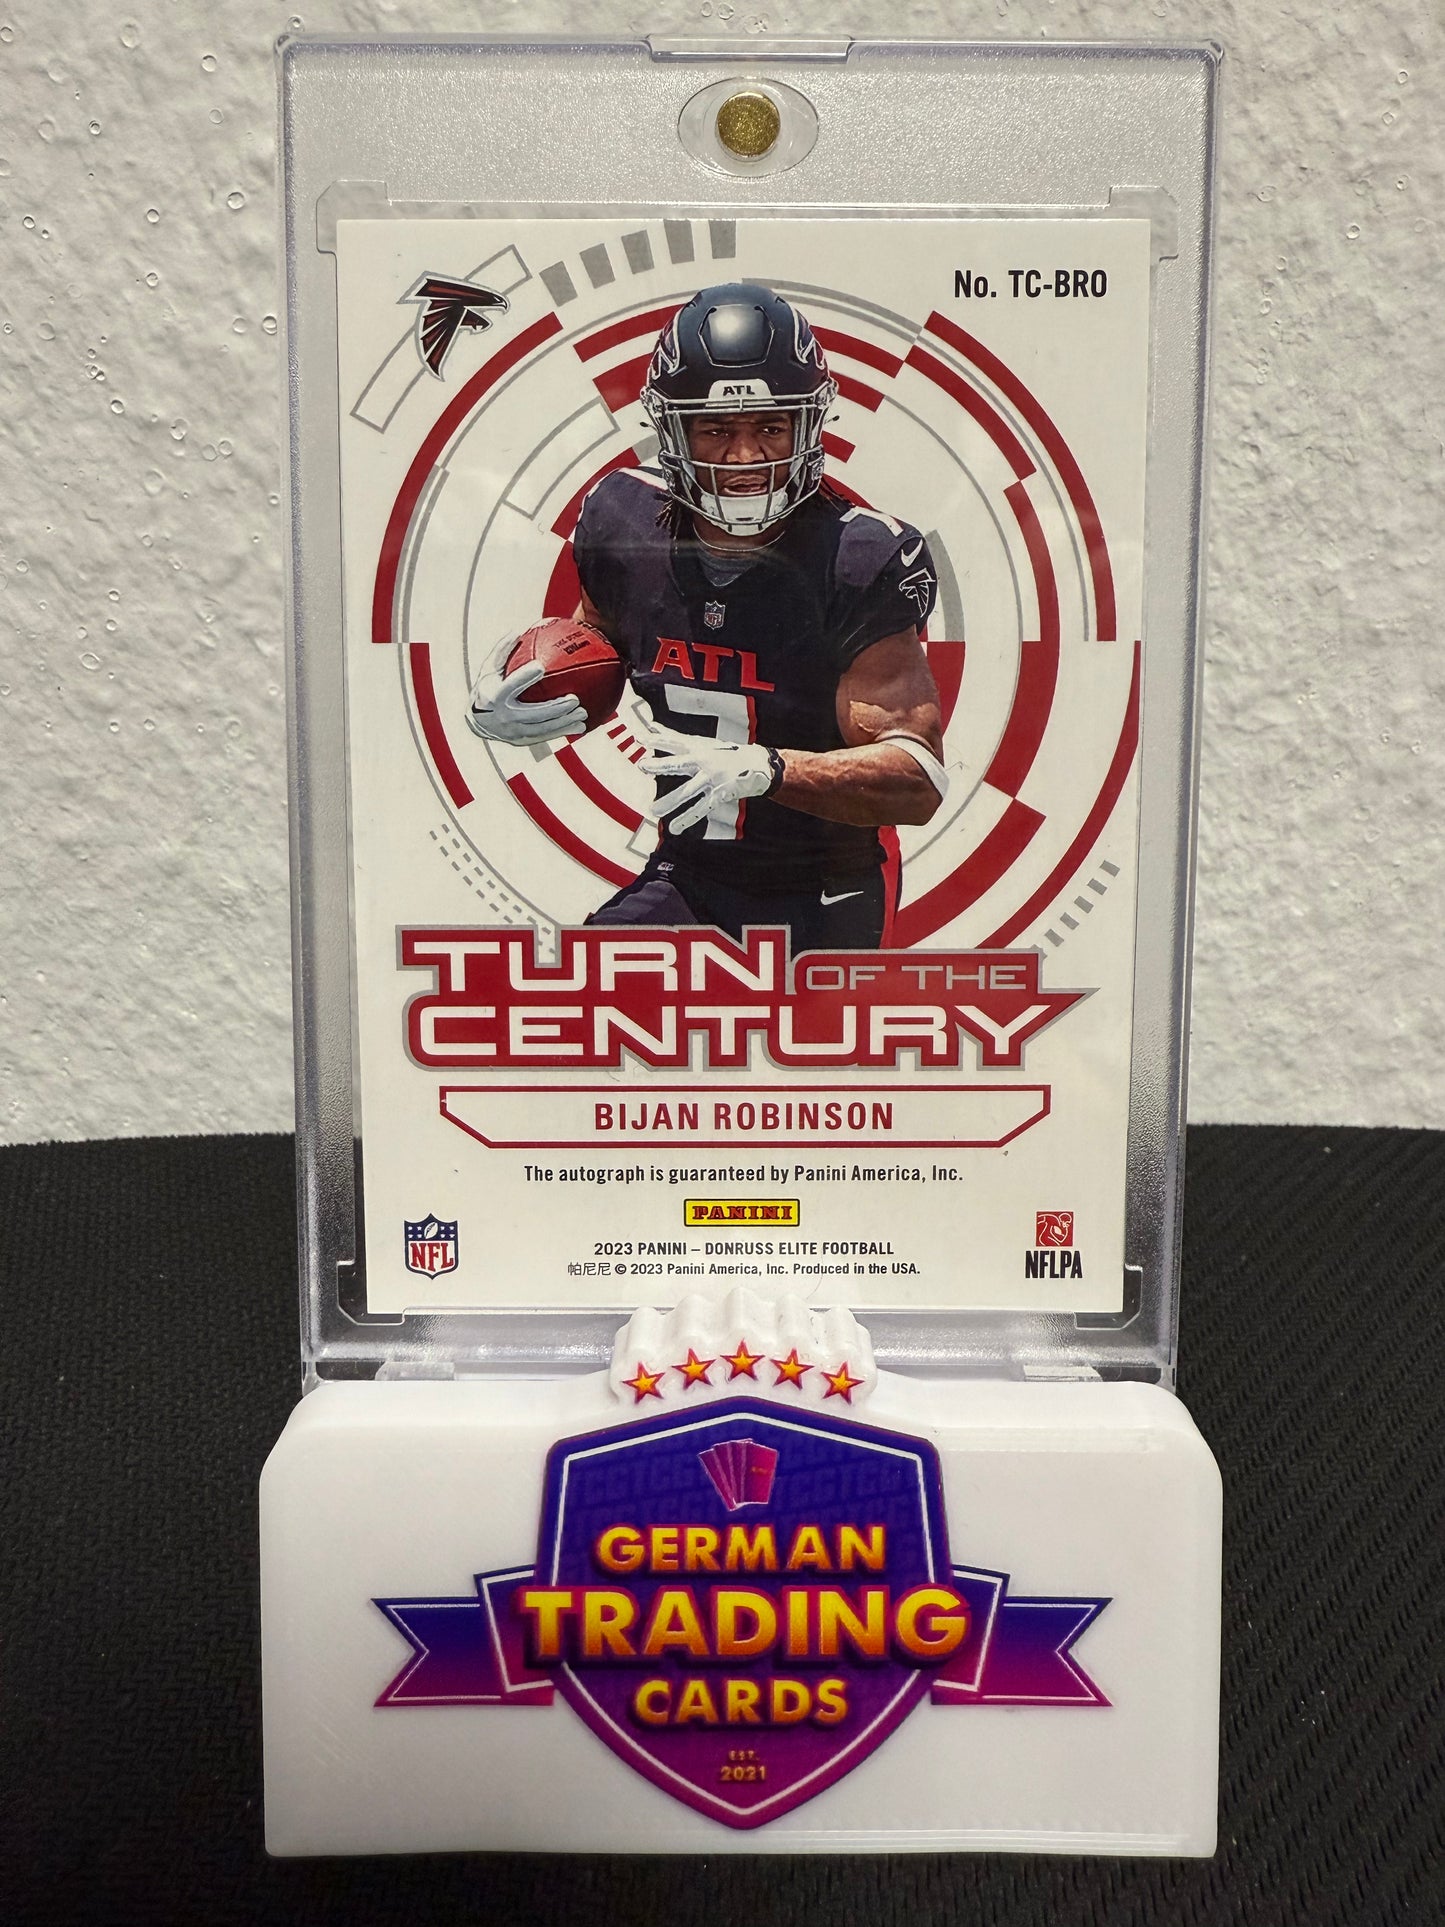 No. TC-BRO
ATL
7
ATL
7
TURN OF THE
CENTURY
BIJAN ROBINSON
The autograph is guaranteed by Panini America, Inc.
PANINI
NFL
2023 PANINI – DONRUSS ELITE FOOTBALL
帕尼尼 © 2023 Panini America, Inc. Produced in the USA.
NFLPA
GERMAN
TRADING
CARDS
EST.
2021